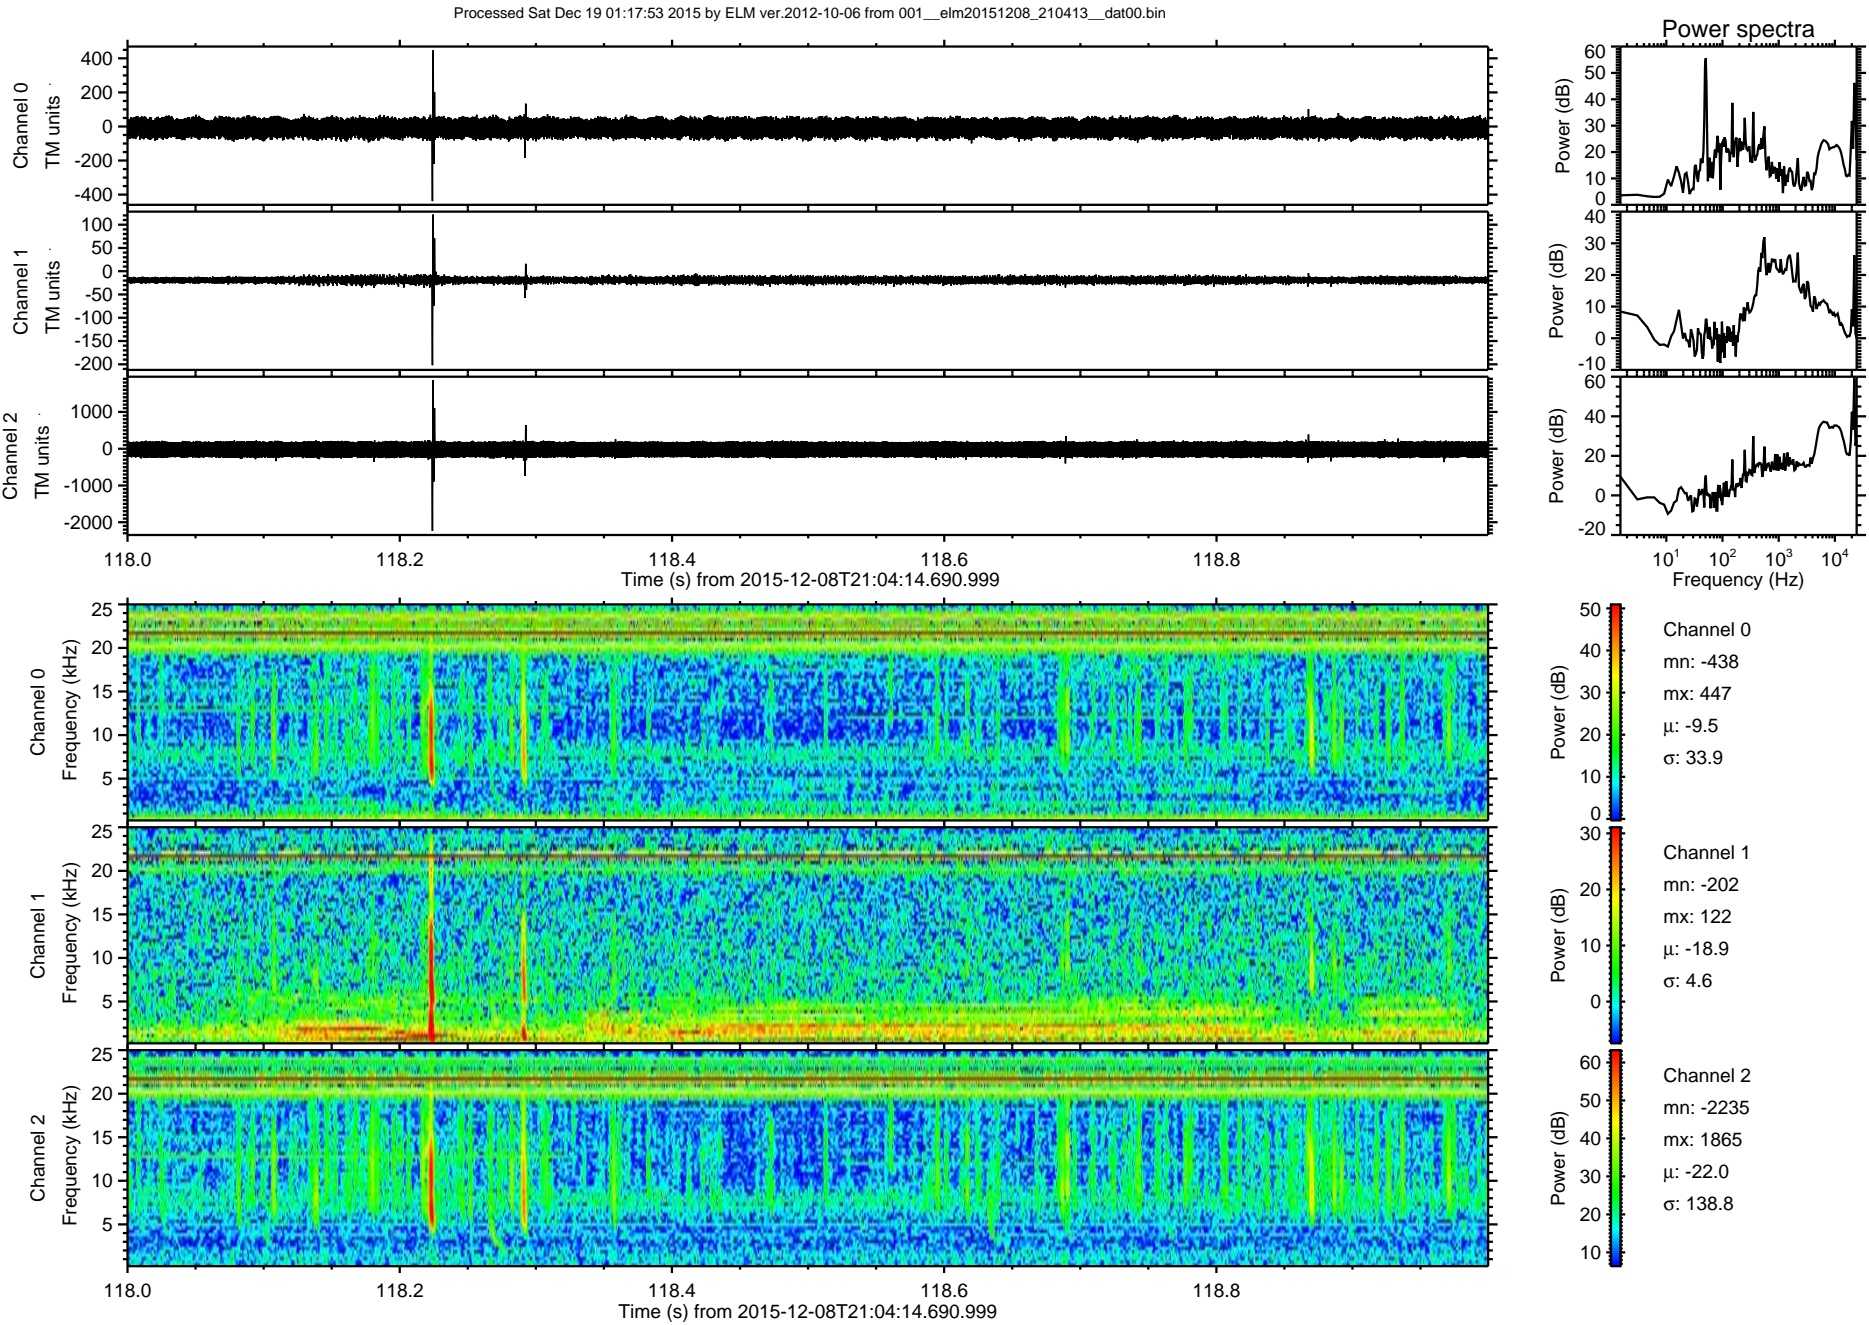 Processed Sat Dec 19 01:17:53 2015 by ELM ver.2012-10-06 from 001__elm20151208_210413__dat00.bin
Power spectra
Channel 0
TM units
400
200
0
-200
-400
Power (dB)
60
50
40
30
20
10
0
Channel 1
TM units
100
50
0
-50
-100
-150
-200
Power (dB)
40
30
20
10
0
-10
Channel 2
TM units
1000
0
-1000
-2000
Power (dB)
60
40
20
0
-20
118.0 118.2 118.4 118.6 118.8
Time (s) from 2015-12-08T21:04:14.690.999
10¹ 10² 10³ 10⁴
Frequency (Hz)
Channel 0
Frequency (kHz)
25
20
15
10
5
Power (dB)
50
40
30
20
10
0
Channel 0
mn: -438
mx: 447
µ: -9.5
σ: 33.9
Channel 1
Frequency (kHz)
25
20
15
10
5
Power (dB)
30
20
10
0
Channel 1
mn: -202
mx: 122
µ: -18.9
σ: 4.6
Channel 2
Frequency (kHz)
25
20
15
10
5
Power (dB)
60
50
40
30
20
10
Channel 2
mn: -2235
mx: 1865
µ: -22.0
σ: 138.8
118.0 118.2 118.4 118.6 118.8
Time (s) from 2015-12-08T21:04:14.690.999